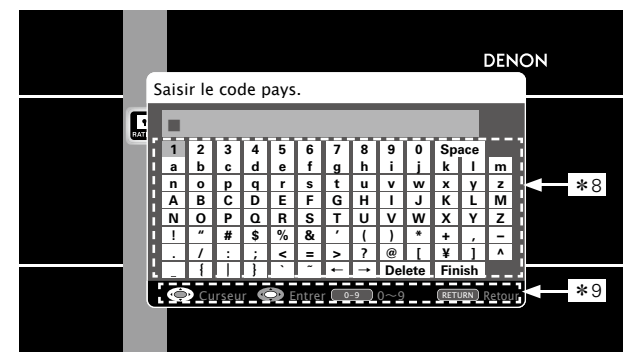 DENON
Saisir le code pays.
RATI
1 2 3 4 5 6 7 8 9 0 Space
a b c d e f g h i j k l m
n o p q r s t u v w x y z
A B C D E F G H I J K L M
N O P Q R S T U V W X Y Z
! “ # $ % & ’ ( ) * + , –
. / : ; < = > ? @ [ ¥ ] ^
_ { | } ` ~ ← → Delete Finish
Curseur Entrer 0-9 0～9 RETURN Retour
*8
*9